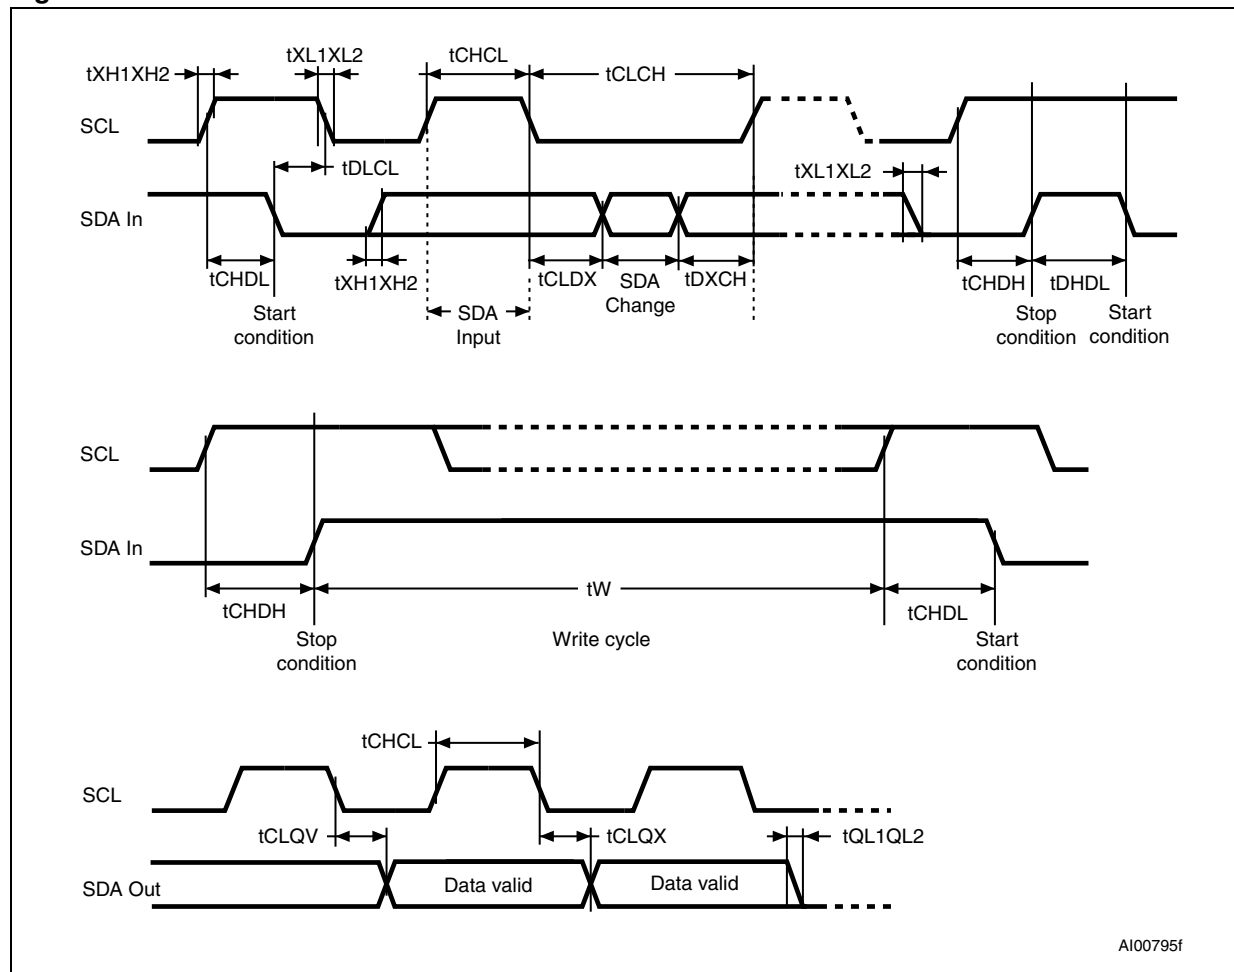 tXL1XL2
tCHCL
tXH1XH2
tCLCH
SCL
tDLCL
tXL1XL2
SDA In
tCHDL
tXH1XH2
tCLDX
SDA
Change
tDXCH
tCHDH
tDHDL
Start
condition
SDA
Input
Stop
condition
Start
condition
SCL
SDA In
tCHDH
tW
tCHDL
Stop
condition
Write cycle
Start
condition
tCHCL
SCL
tCLQV
tCLQX
tQL1QL2
SDA Out
Data valid
Data valid
AI00795f